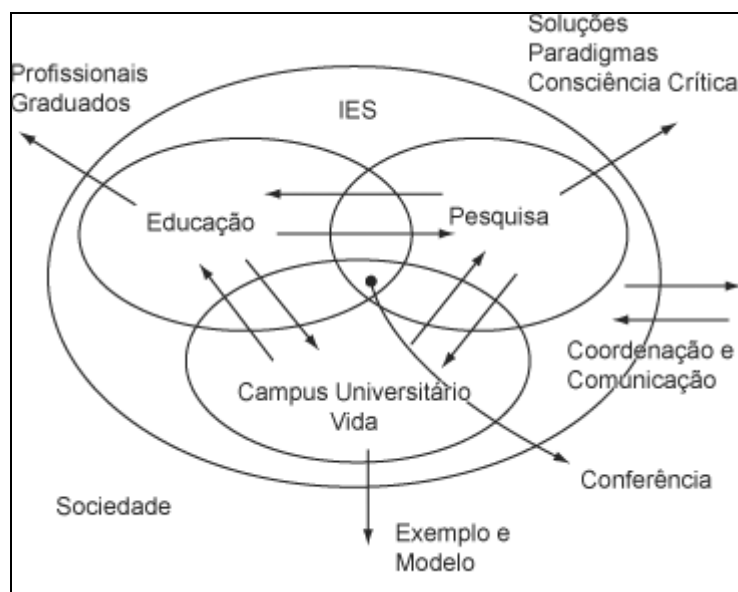 Soluções
Paradigmas
Consciência Crítica
Profissionais
Graduados
IES
Educação
Pesquisa
Coordenação e
Comunicação
Campus Universitário
Vida
Conferência
Sociedade
Exemplo e
Modelo